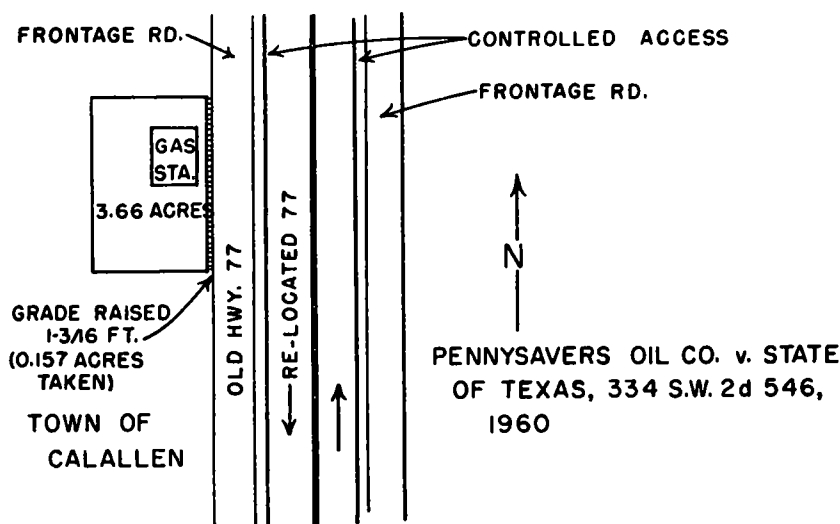 FRONTAGE RD.
CONTROLLED ACCESS
FRONTAGE RD.
GAS
STA.
3.66 ACRES
OLD HWY. 77
RE-LOCATED 77
N
GRADE RAISED
1-3/16 FT.
(0.157 ACRES
TAKEN)
TOWN OF
CALALLEN
PENNYSAVERS OIL CO. v. STATE
OF TEXAS, 334 S.W. 2d 546,
1960